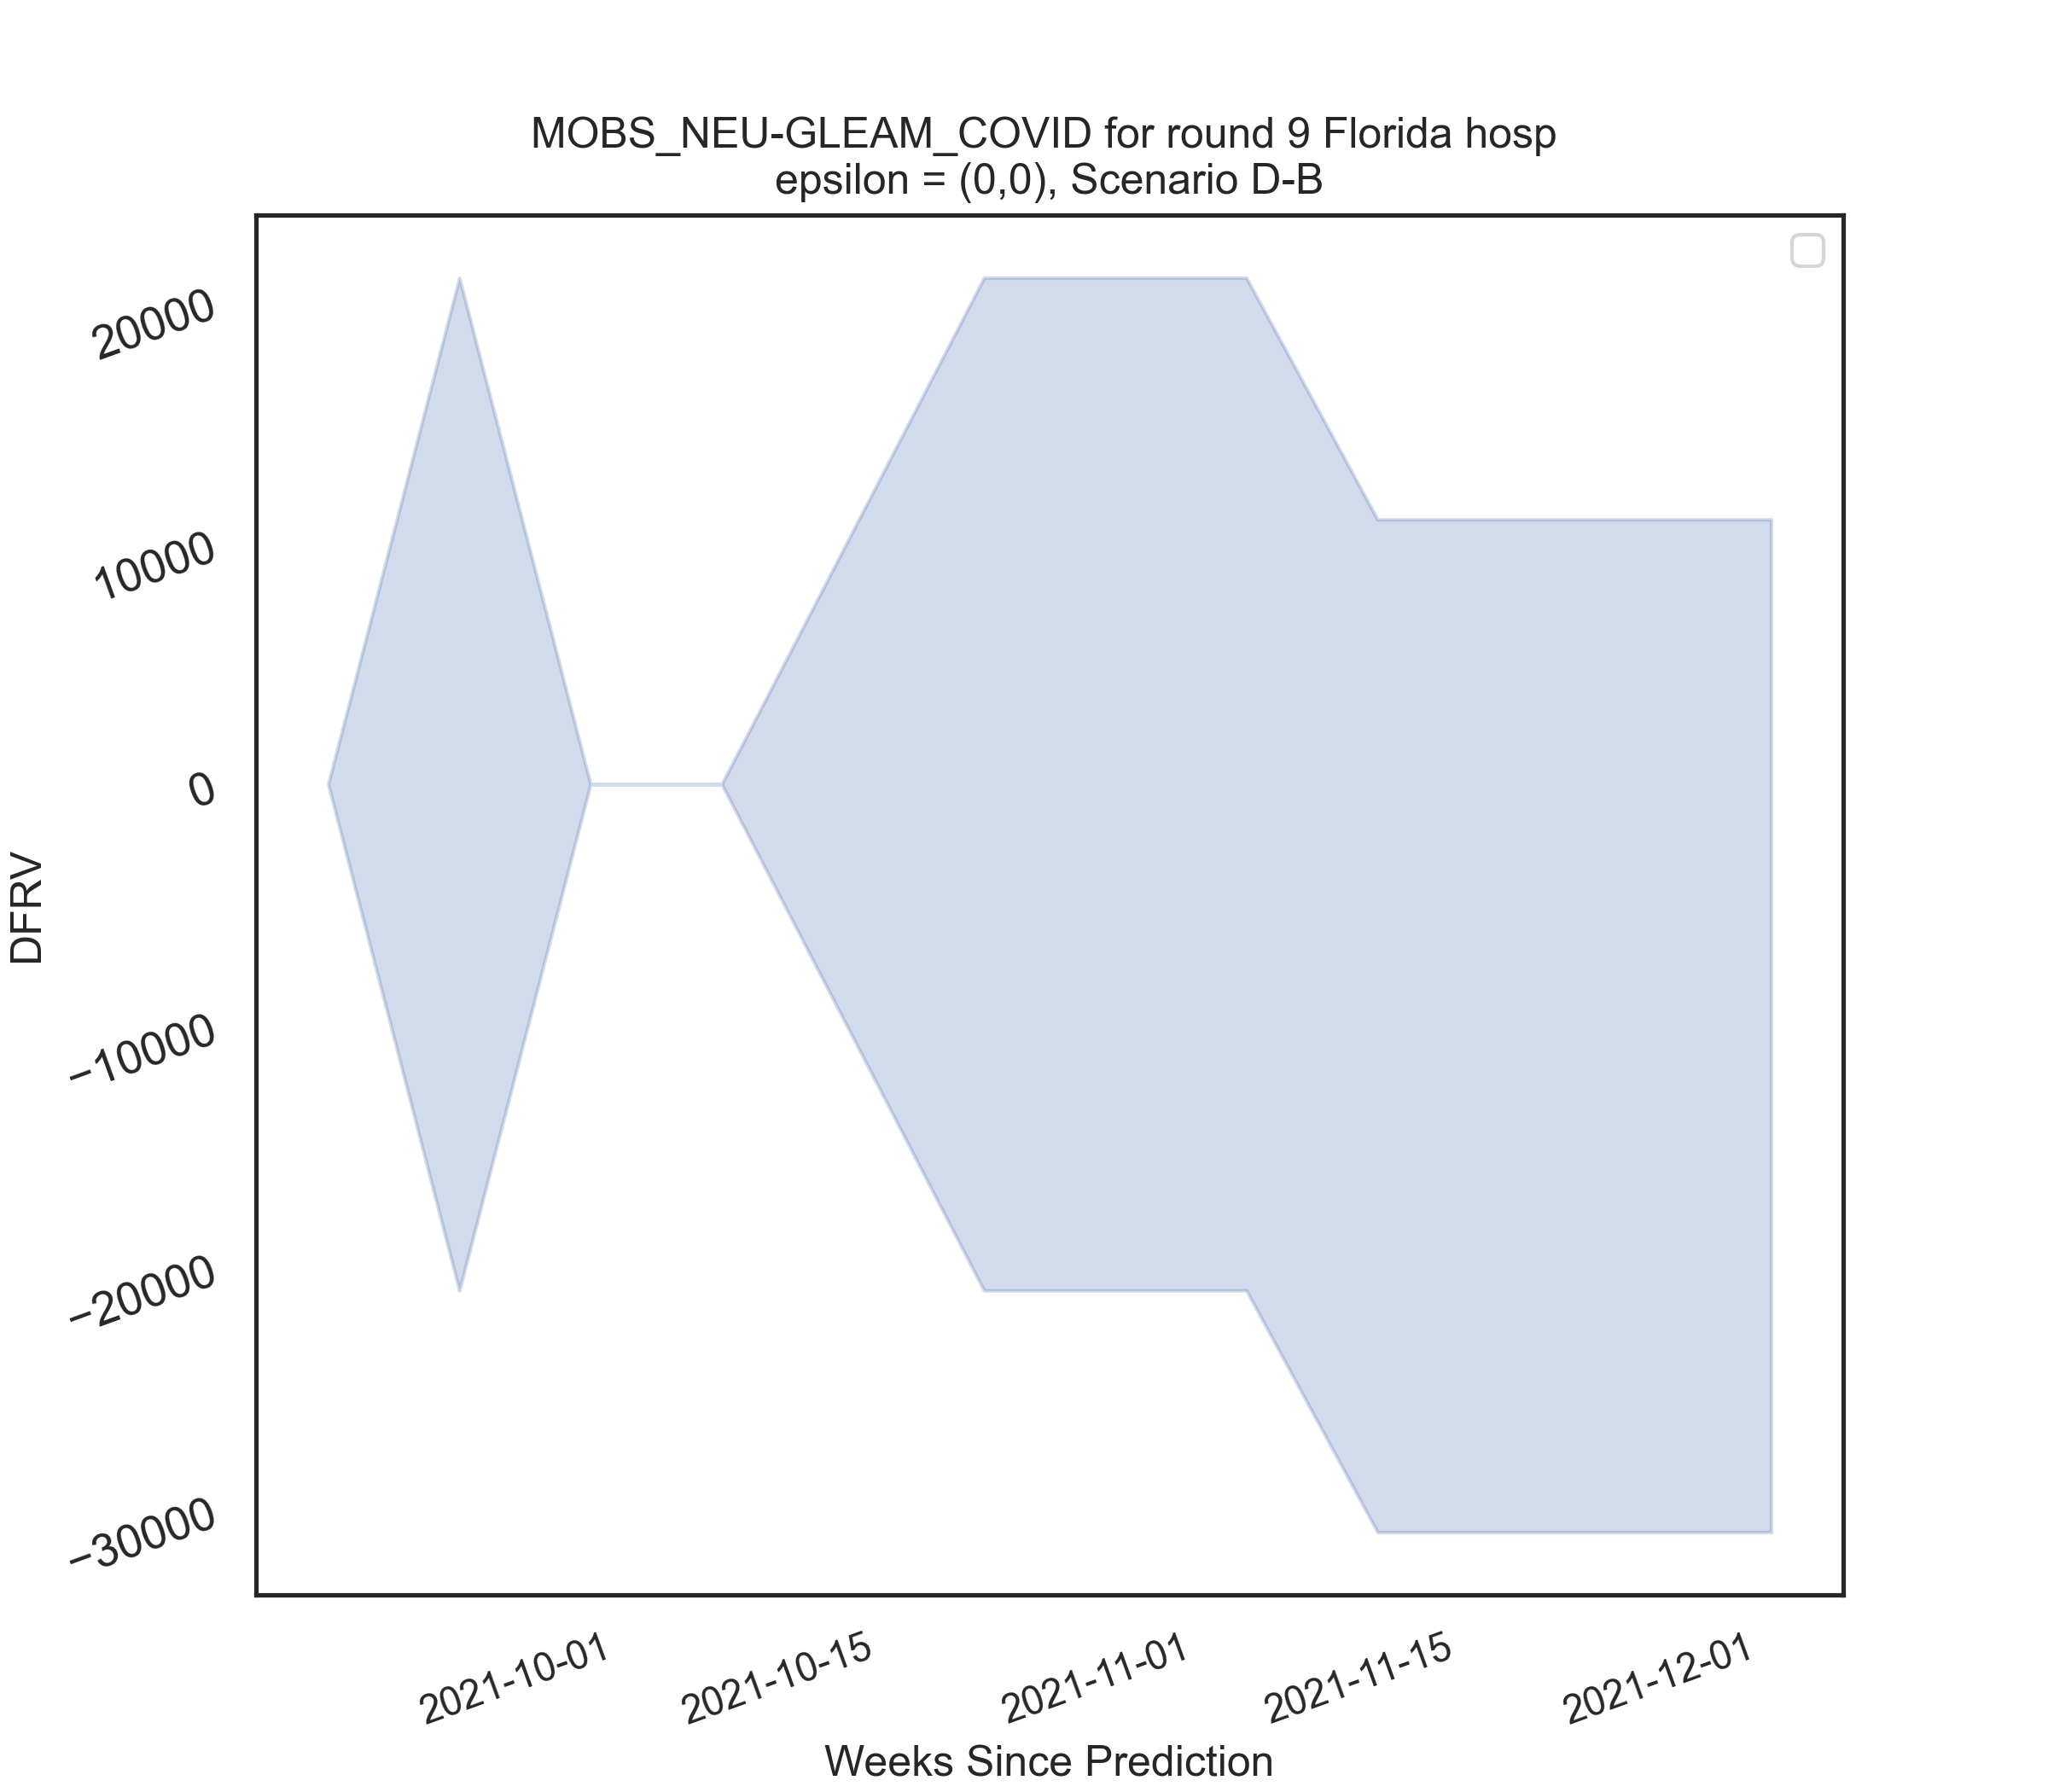 MOBS_NEU-GLEAM_COVID for round 9 Florida hosp
epsilon = (0,0), Scenario D-B
20000
10000
0
−10000
−20000
−30000
DFRV
2021-10-01
2021-10-15
2021-11-01
2021-11-15
2021-12-01
Weeks Since Prediction